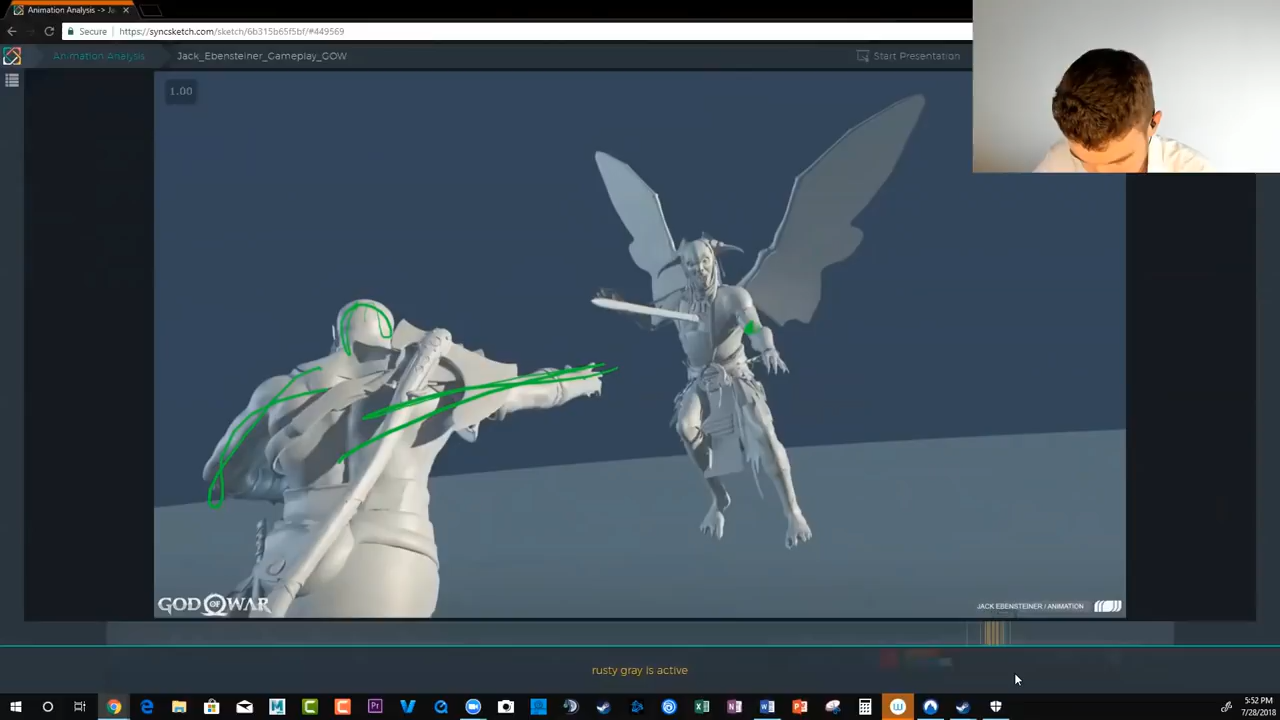 Animation Analysis -> J
Secure
https://syncsketch.com/sketch/6b315b65f5bf/#449569
Animation Analysis
Jack_Ebensteiner_Gameplay_GOW
Start Presentation
1.00
GOD OF WAR
JACK EBENSTEINER / ANIMATION
rusty gray is active
5:52 PM
7/28/2018